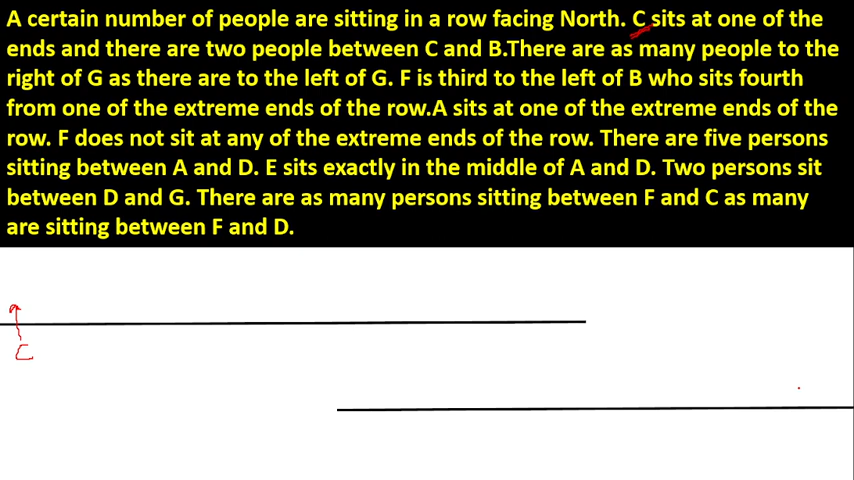 A certain number of people are sitting in a row facing North. C sits at one of the
ends and there are two people between C and B.There are as many people to the
right of G as there are to the left of G. F is third to the left of B who sits fourth
from one of the extreme ends of the row.A sits at one of the extreme ends of the
row. F does not sit at any of the extreme ends of the row. There are five persons
sitting between A and D. E sits exactly in the middle of A and D. Two persons sit
between D and G. There are as many persons sitting between F and C as many
are sitting between F and D.
C